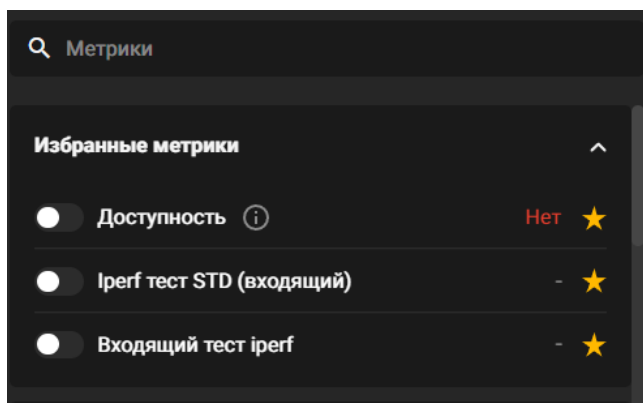 Метрики
Избранные метрики
Доступность Нет
Iperf тест STD (входящий) -
Входящий тест iperf -